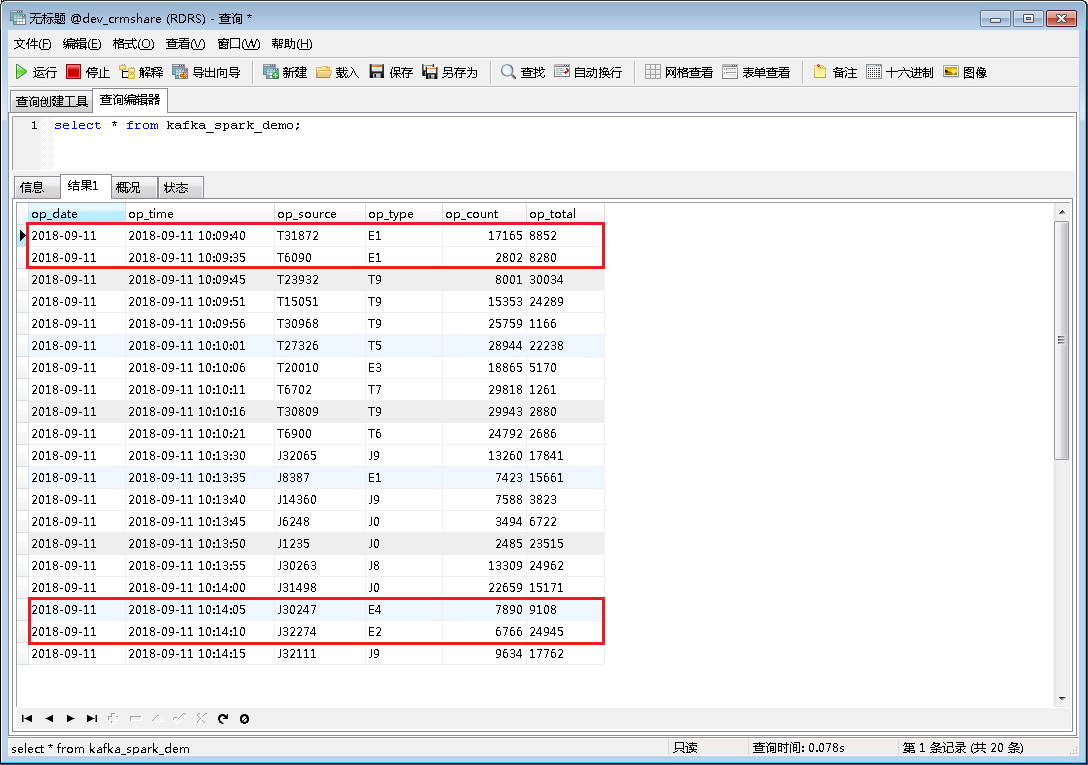 无标题 @dev_crmshare (RDRS) - 查询 *
文件(F) 编辑(E) 格式(O) 查看(V) 窗口(W) 帮助(H)
运行 停止 解释 导出向导 新建 载入 保存 另存为 查找 自动换行 网格查看 表单查看 备注 十六进制 图像
查询创建工具 查询编辑器
1 select * from kafka_spark_demo;
信息 结果1 概况 状态
op_date op_time op_source op_type op_count op_total
2018-09-11 2018-09-11 10:09:40 T31872 E1 17165 8852
2018-09-11 2018-09-11 10:09:35 T6090 E1 2802 8280
2018-09-11 2018-09-11 10:09:45 T23932 T9 8001 30034
2018-09-11 2018-09-11 10:09:51 T15051 T9 15353 24289
2018-09-11 2018-09-11 10:09:56 T30968 T9 25759 1166
2018-09-11 2018-09-11 10:10:01 T27326 T5 28944 22238
2018-09-11 2018-09-11 10:10:06 T20010 E3 18865 5170
2018-09-11 2018-09-11 10:10:11 T6702 T7 29818 1261
2018-09-11 2018-09-11 10:10:16 T30809 T9 29943 2880
2018-09-11 2018-09-11 10:10:21 T6900 T6 24792 2686
2018-09-11 2018-09-11 10:13:30 J32065 J9 13260 17841
2018-09-11 2018-09-11 10:13:35 J8387 E1 7423 15661
2018-09-11 2018-09-11 10:13:40 J14360 J9 7588 3823
2018-09-11 2018-09-11 10:13:45 J6248 J0 3494 6722
2018-09-11 2018-09-11 10:13:50 J1235 J0 2485 23515
2018-09-11 2018-09-11 10:13:55 J30263 J8 13309 24962
2018-09-11 2018-09-11 10:14:00 J31498 J0 22659 15171
2018-09-11 2018-09-11 10:14:05 J30247 E4 7890 9108
2018-09-11 2018-09-11 10:14:10 J32274 E2 6766 24945
2018-09-11 2018-09-11 10:14:15 J32111 J9 9634 17762
select * from kafka_spark_dem 只读 查询时间: 0.078s 第 1 条记录 (共 20 条)